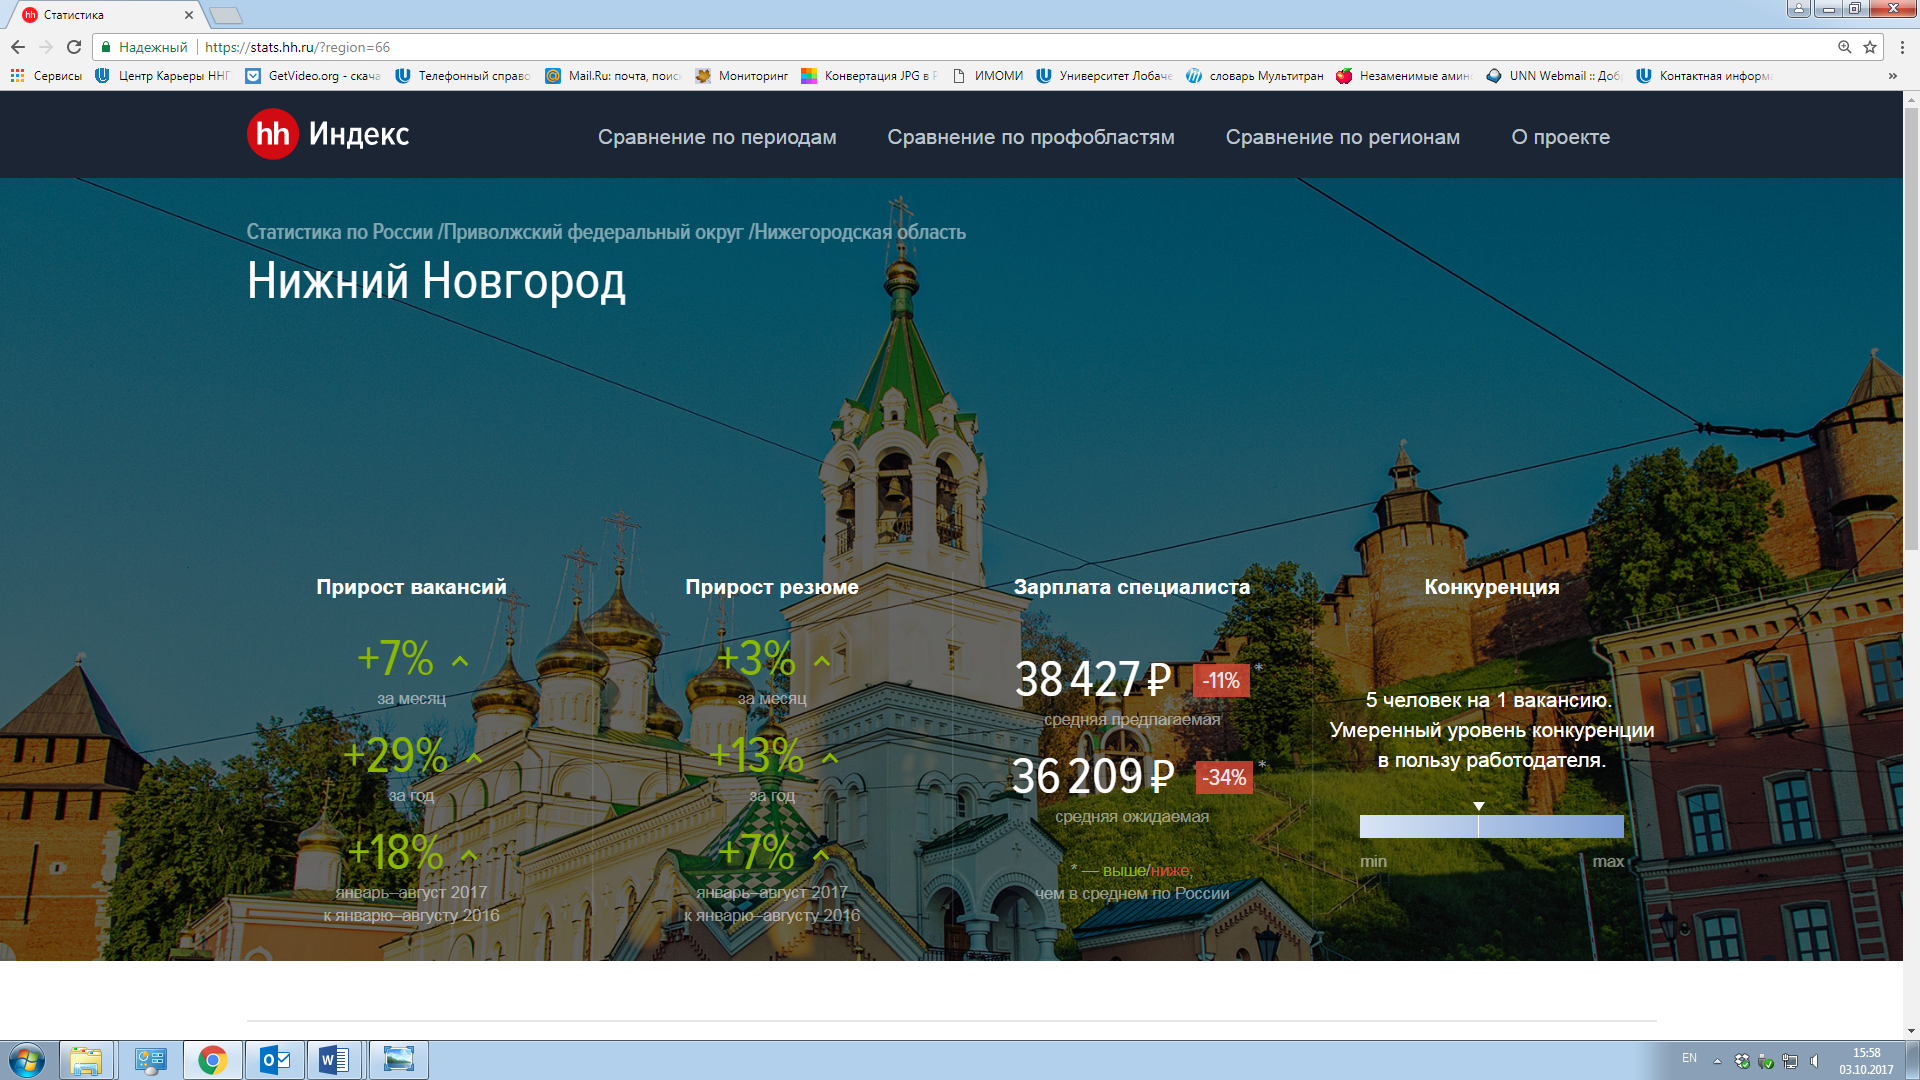 Статистика
Надежный
https://stats.hh.ru/?region=66
Сервисы
Центр Карьеры ННГ
GetVideo.org - скача
Телефонный справо
Mail.Ru: почта, поис
Мониторинг
Конвертация JPG в
ИМОМИ
Университет Лобаче
словарь Мультитран
Незаменимые амин
UNN Webmail :: Доб
Контактная информ
»
hh Индекс
Сравнение по периодам
Сравнение по профобластям
Сравнение по регионам
О проекте
Статистика по России /Приволжский федеральный округ /Нижегородская область
Нижний Новгород
Прирост вакансий
+7%
за месяц
+29%
за год
+18%
январь–август 2017
к январю–августу 2016
Прирост резюме
+3%
за месяц
+13%
за год
+7%
январь–август 2017
к январю–августу 2016
Зарплата специалиста
38 427 ₽ -11% *
средняя предлагаемая
36 209 ₽ -34% *
средняя ожидаемая
* — выше/ниже,
чем в среднем по России
Конкуренция
5 человек на 1 вакансию.
Умеренный уровень конкуренции
в пользу работодателя.
min max
EN
15:58
03.10.2017